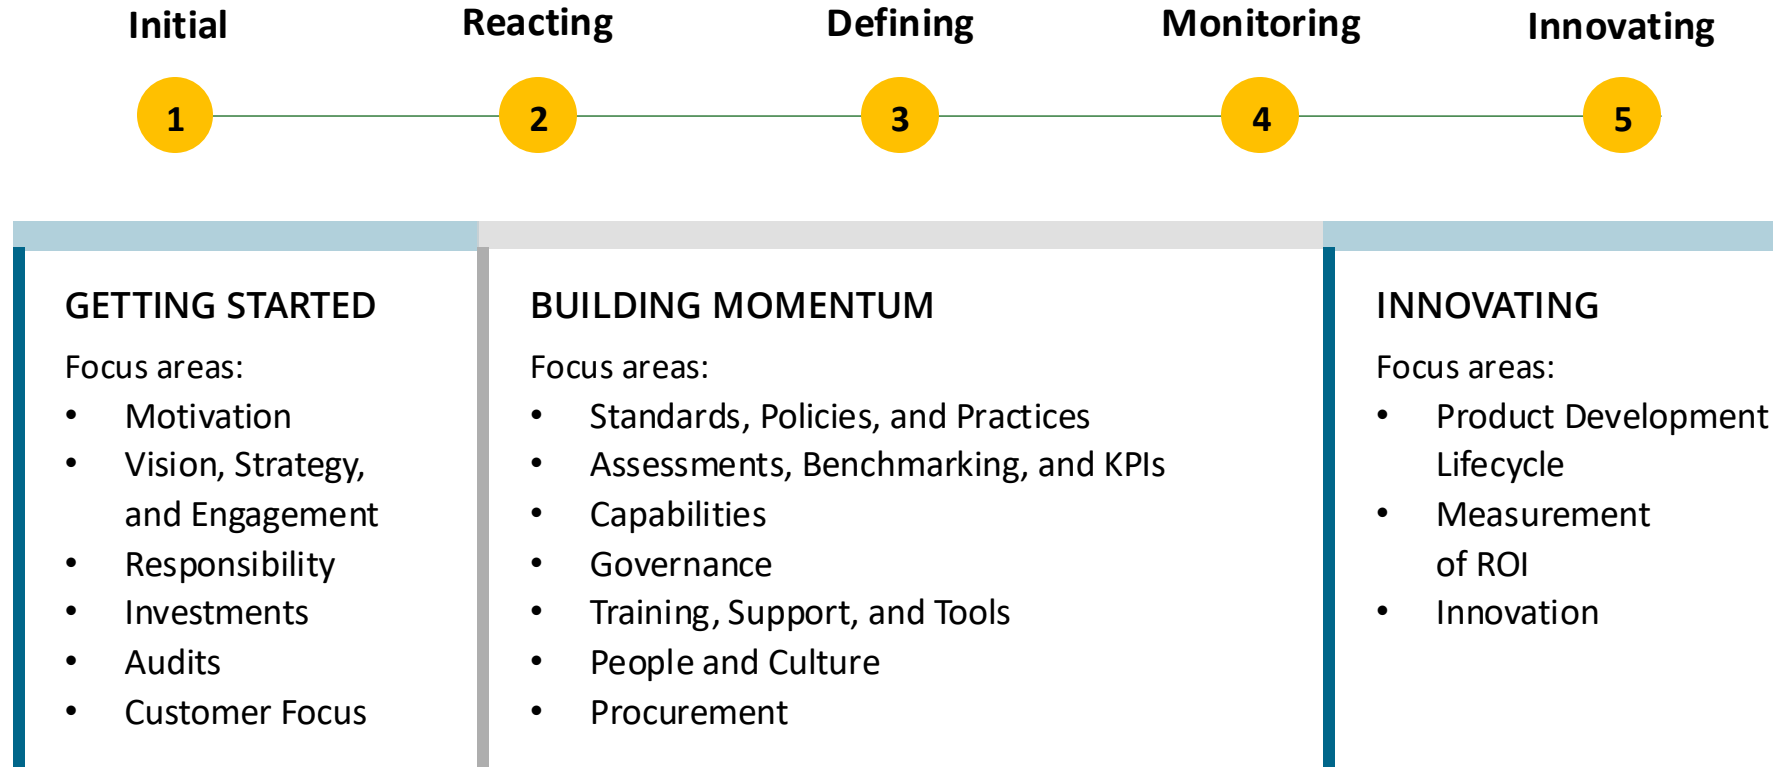 Initial
Reacting
Defining
Monitoring
Innovating
1
2
3
4
5
GETTING STARTED
Focus areas:
• Motivation
• Vision, Strategy,
and Engagement
• Responsibility
• Investments
• Audits
• Customer Focus
BUILDING MOMENTUM
Focus areas:
• Standards, Policies, and Practices
• Assessments, Benchmarking, and KPIs
• Capabilities
• Governance
• Training, Support, and Tools
• People and Culture
• Procurement
INNOVATING
Focus areas:
• Product Development
Lifecycle
• Measurement
of ROI
• Innovation